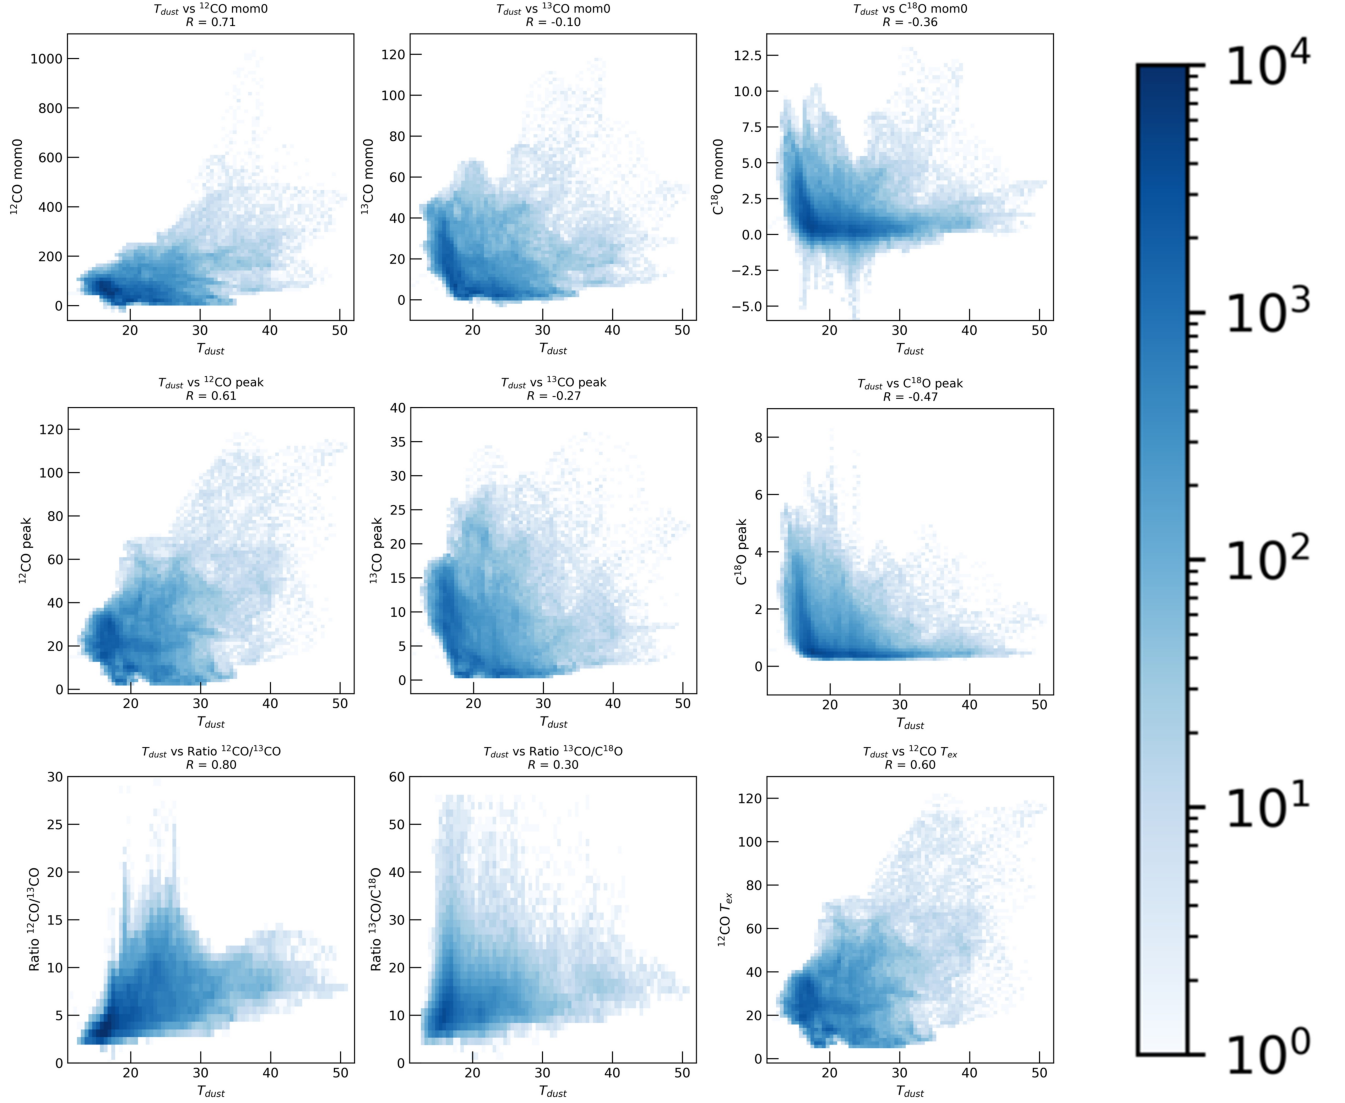 T_dust vs ¹²CO mom0
R = 0.71
T_dust vs ¹³CO mom0
R = -0.10
T_dust vs C¹⁸O mom0
R = -0.36
¹²CO mom0
1000
800
600
400
200
0
20 30 40 50
T_dust
¹³CO mom0
120
100
80
60
40
20
0
20 30 40 50
T_dust
C¹⁸O mom0
12.5
10.0
7.5
5.0
2.5
0.0
−2.5
−5.0
20 30 40 50
T_dust
T_dust vs ¹²CO peak
R = 0.61
T_dust vs ¹³CO peak
R = -0.27
T_dust vs C¹⁸O peak
R = -0.47
¹²CO peak
120
100
80
60
40
20
0
20 30 40 50
T_dust
¹³CO peak
40
35
30
25
20
15
10
5
0
20 30 40 50
T_dust
C¹⁸O peak
8
6
4
2
0
20 30 40 50
T_dust
T_dust vs Ratio ¹²CO/¹³CO
R = 0.80
T_dust vs Ratio ¹³CO/C¹⁸O
R = 0.30
T_dust vs ¹²CO T_ex
R = 0.60
Ratio ¹²CO/¹³CO
30
25
20
15
10
5
0
20 30 40 50
T_dust
Ratio ¹³CO/C¹⁸O
60
50
40
30
20
10
0
20 30 40 50
T_dust
¹²CO T_ex
120
100
80
60
40
20
0
20 30 40 50
T_dust
10⁴
10³
10²
10¹
10⁰